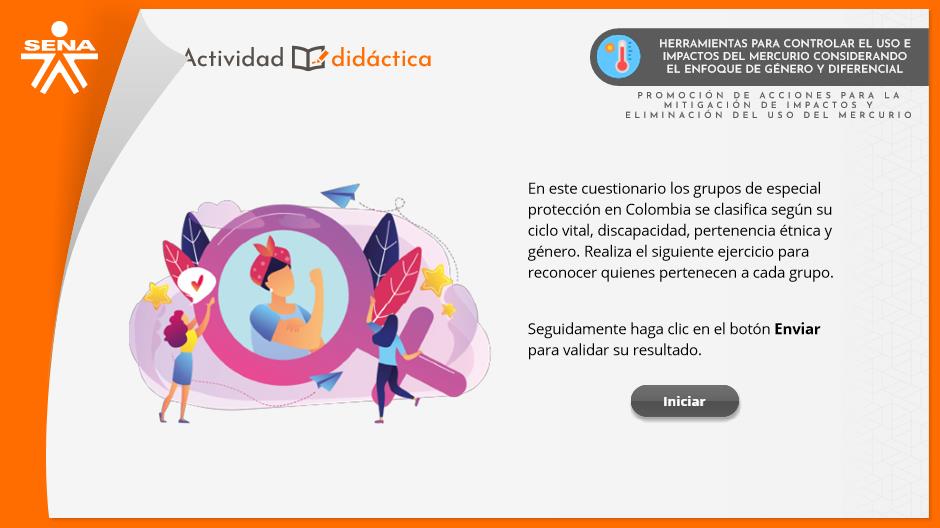 SENA
Actividad didáctica
HERRAMIENTAS PARA CONTROLAR EL USO E
IMPACTOS DEL MERCURIO CONSIDERANDO
EL ENFOQUE DE GÉNERO Y DIFERENCIAL
PROMOCIÓN DE ACCIONES PARA LA
MITIGACIÓN DE IMPACTOS Y
ELIMINACIÓN DEL USO DEL MERCURIO
En este cuestionario los grupos de especial
protección en Colombia se clasifica según su
ciclo vital, discapacidad, pertenencia étnica y
género. Realiza el siguiente ejercicio para
reconocer quienes pertenecen a cada grupo.
Seguidamente haga clic en el botón Enviar
para validar su resultado.
Iniciar